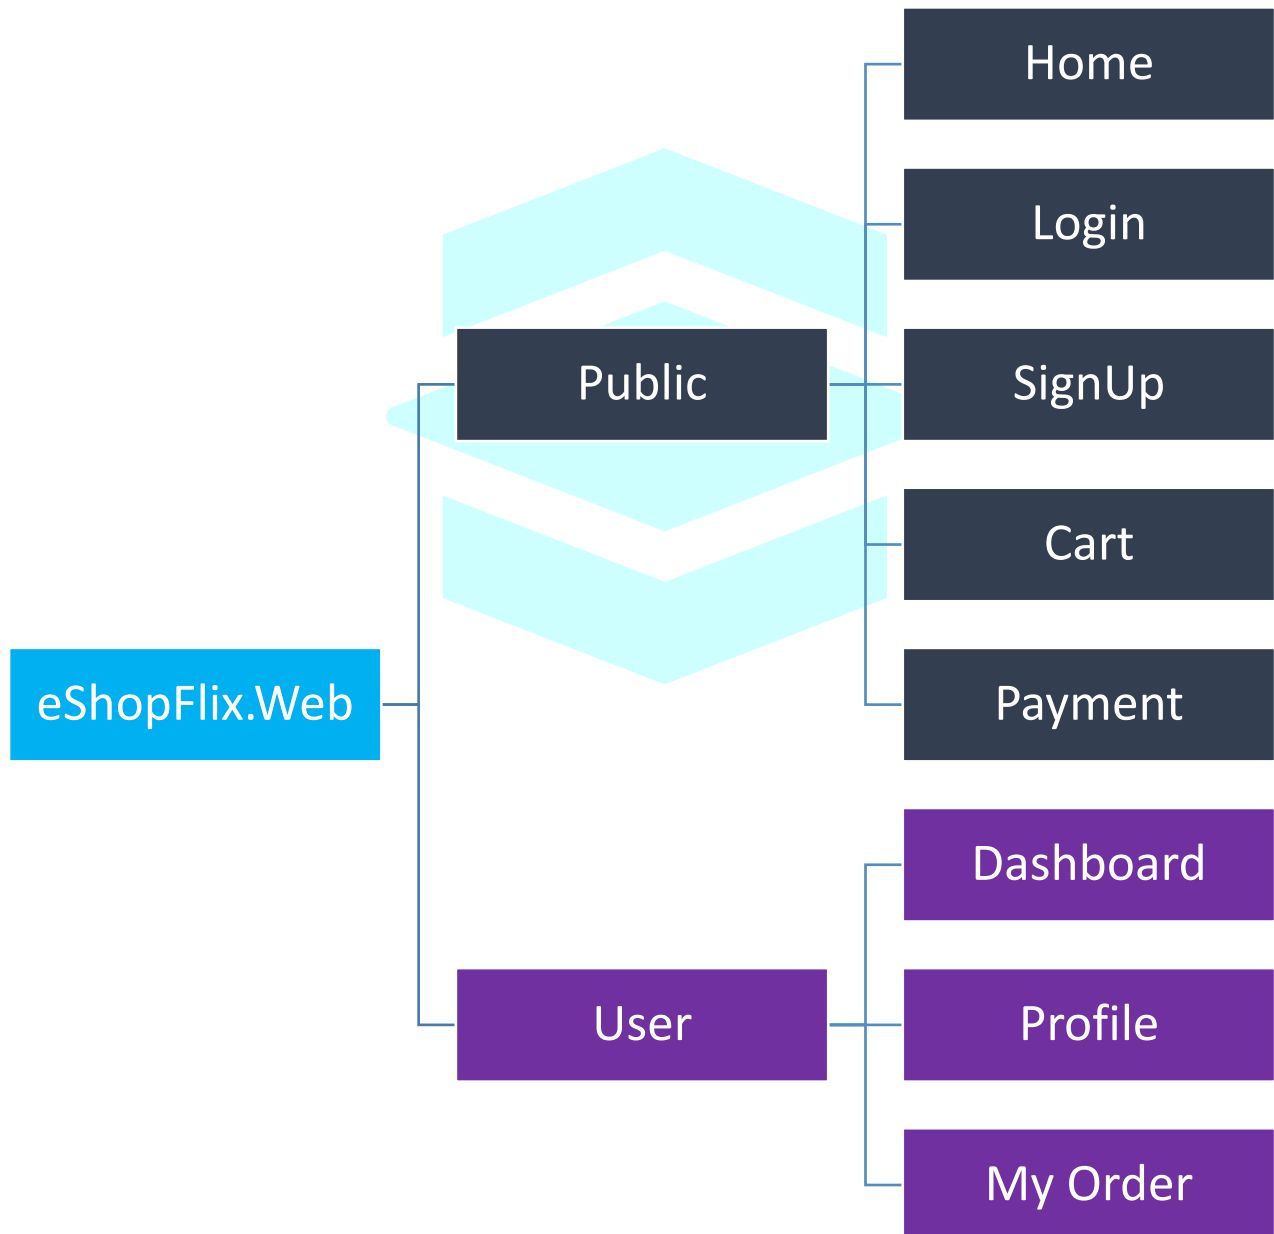 Home
Login
Public
SignUp
Cart
eShopFlix.Web
Payment
Dashboard
User
Profile
My Order